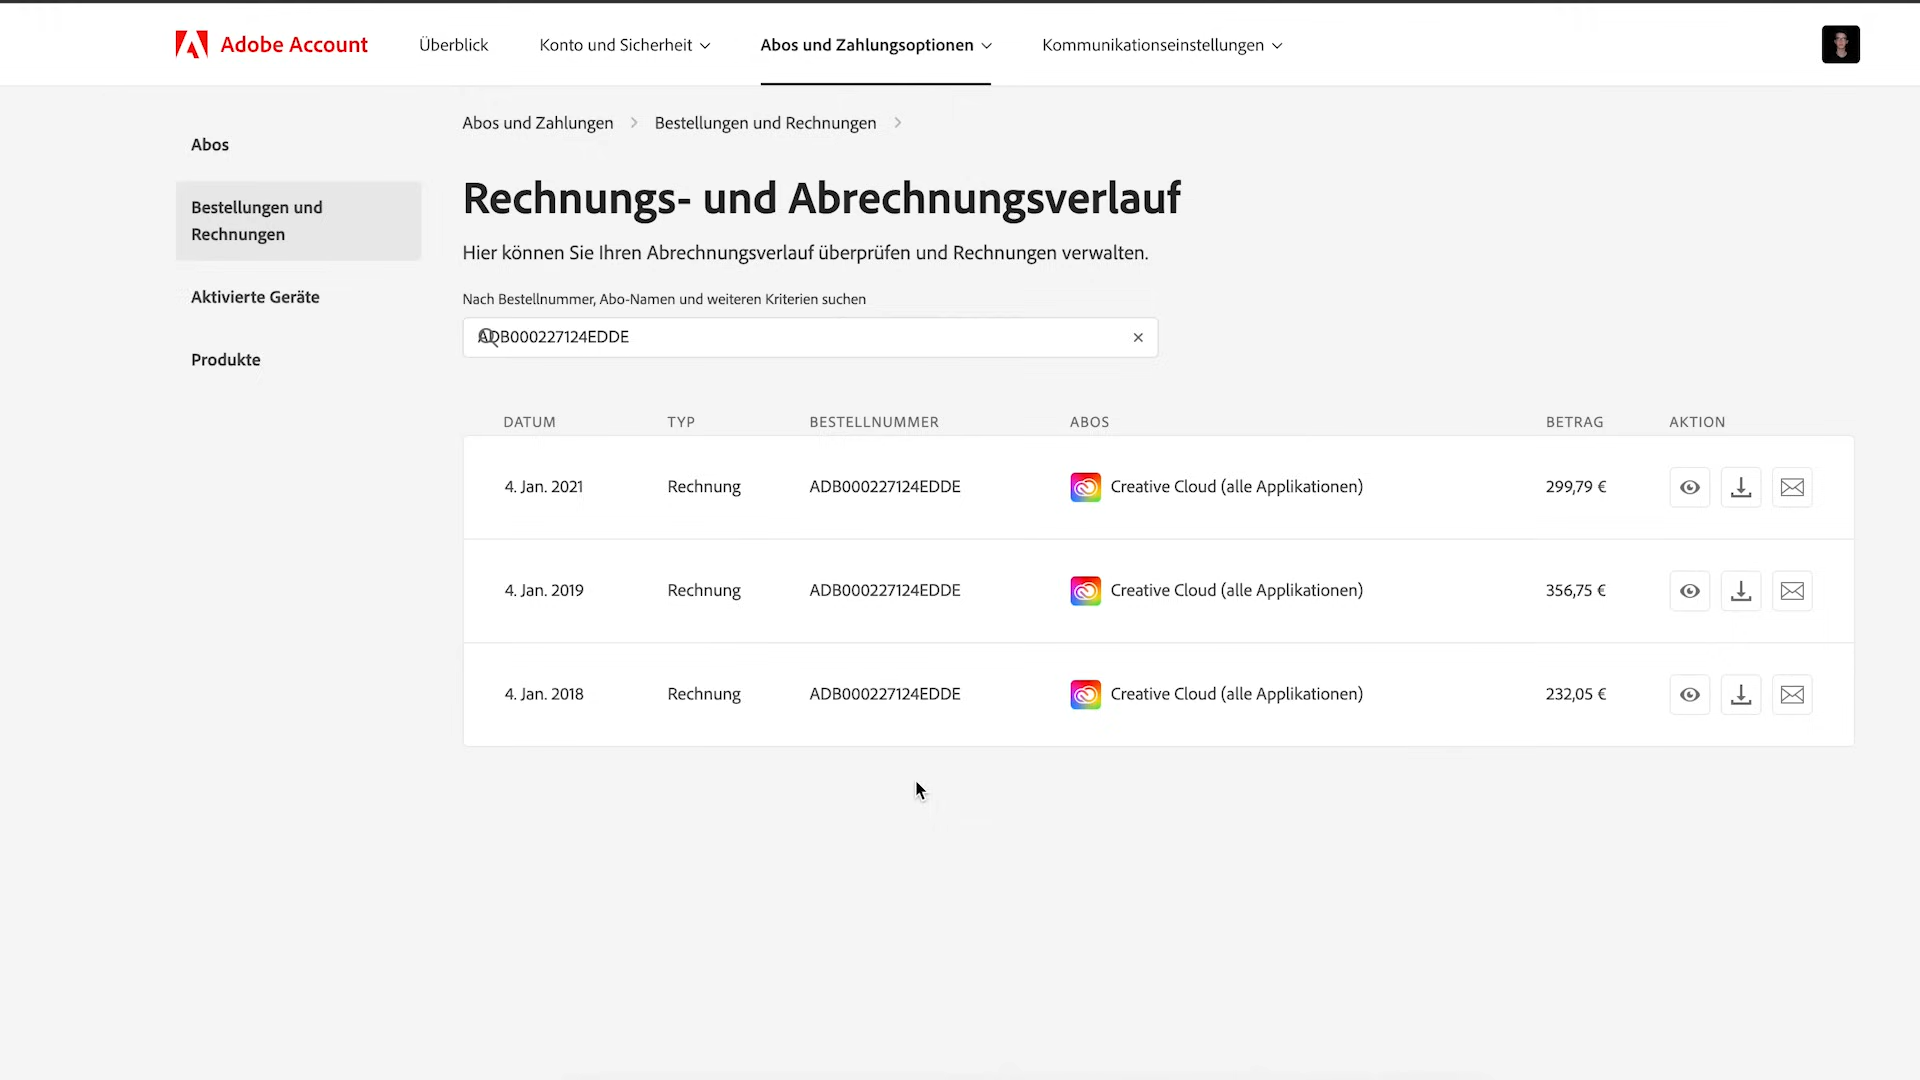 Adobe Account
Überblick
Konto und Sicherheit
Abos und Zahlungsoptionen
Kommunikationseinstellungen
Abos
Bestellungen und
Rechnungen
Aktivierte Geräte
Produkte
Abos und Zahlungen
Bestellungen und Rechnungen
Rechnungs- und Abrechnungsverlauf
Hier können Sie Ihren Abrechnungsverlauf überprüfen und Rechnungen verwalten.
Nach Bestellnummer, Abo-Namen und weiteren Kriterien suchen
ADB000227124EDDE
DATUM TYP BESTELLNUMMER ABOS BETRAG AKTION
4. Jan. 2021 Rechnung ADB000227124EDDE Creative Cloud (alle Applikationen) 299,79 €
4. Jan. 2019 Rechnung ADB000227124EDDE Creative Cloud (alle Applikationen) 356,75 €
4. Jan. 2018 Rechnung ADB000227124EDDE Creative Cloud (alle Applikationen) 232,05 €